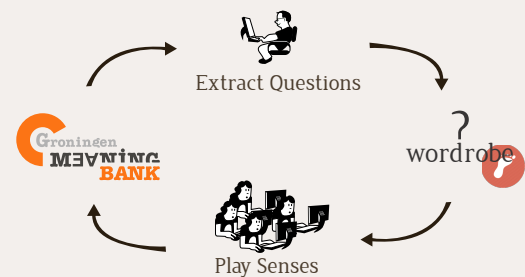 Extract Questions
Groningen
MEANING
BANK
?
wordrobe
Play Senses